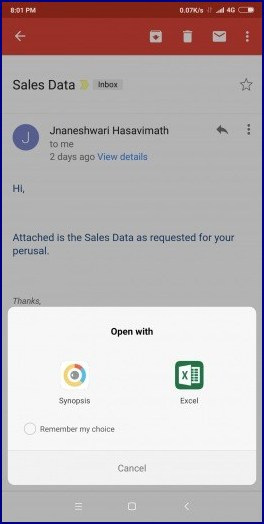 8:01 PM 0.07K/s 4G
Sales Data Inbox
J Jnaneshwari Hasavimath
to me
2 days ago View details
Hi,
Attached is the Sales Data as requested for your
perusal.
Thanks,
Open with
Synopsis Excel
Remember my choice
Cancel